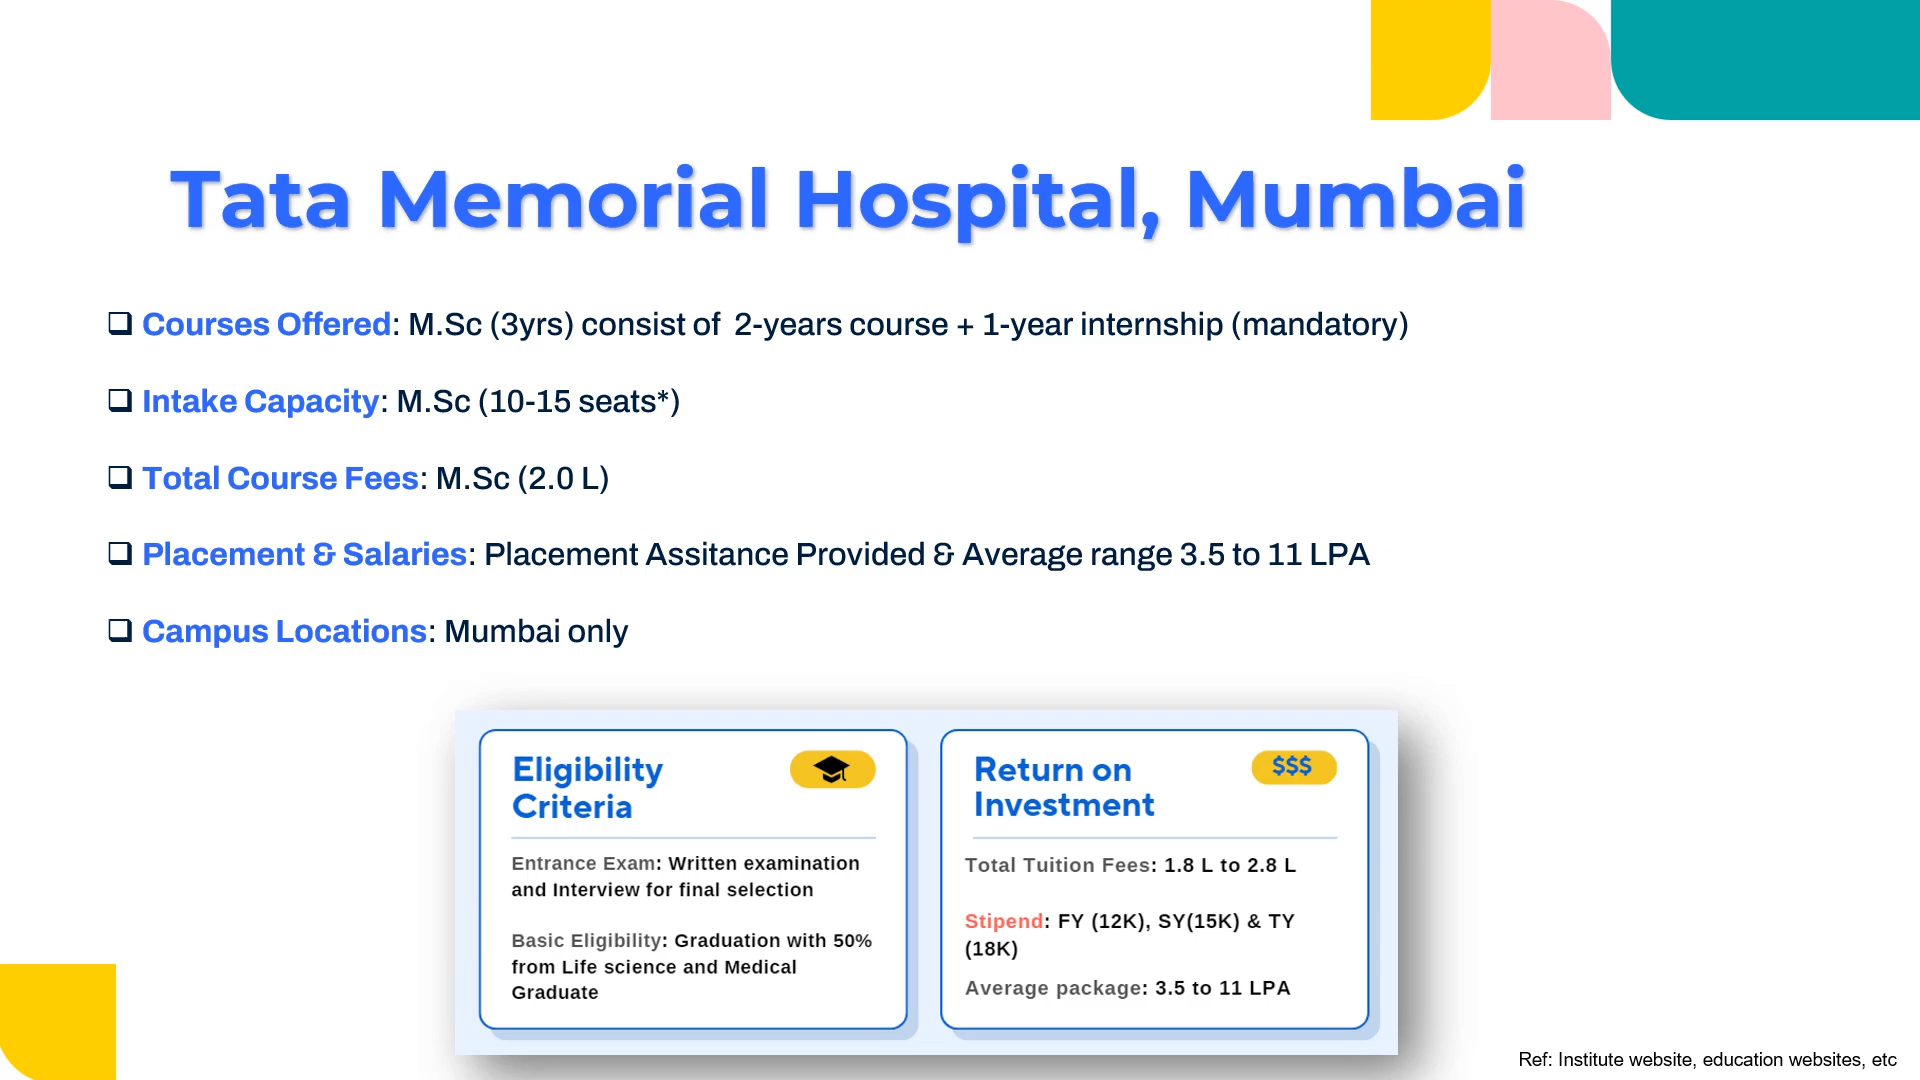 Tata Memorial Hospital, Mumbai
❑ Courses Offered: M.Sc (3yrs) consist of 2-years course + 1-year internship (mandatory)
❑ Intake Capacity: M.Sc (10-15 seats*)
❑ Total Course Fees: M.Sc (2.0 L)
❑ Placement & Salaries: Placement Assitance Provided & Average range 3.5 to 11 LPA
❑ Campus Locations: Mumbai only
Eligibility
Criteria
Entrance Exam: Written examination
and Interview for final selection
Basic Eligibility: Graduation with 50%
from Life science and Medical
Graduate
Return on
Investment
$$$
Total Tuition Fees: 1.8 L to 2.8 L
Stipend: FY (12K), SY(15K) & TY
(18K)
Average package: 3.5 to 11 LPA
Ref: Institute website, education websites, etc